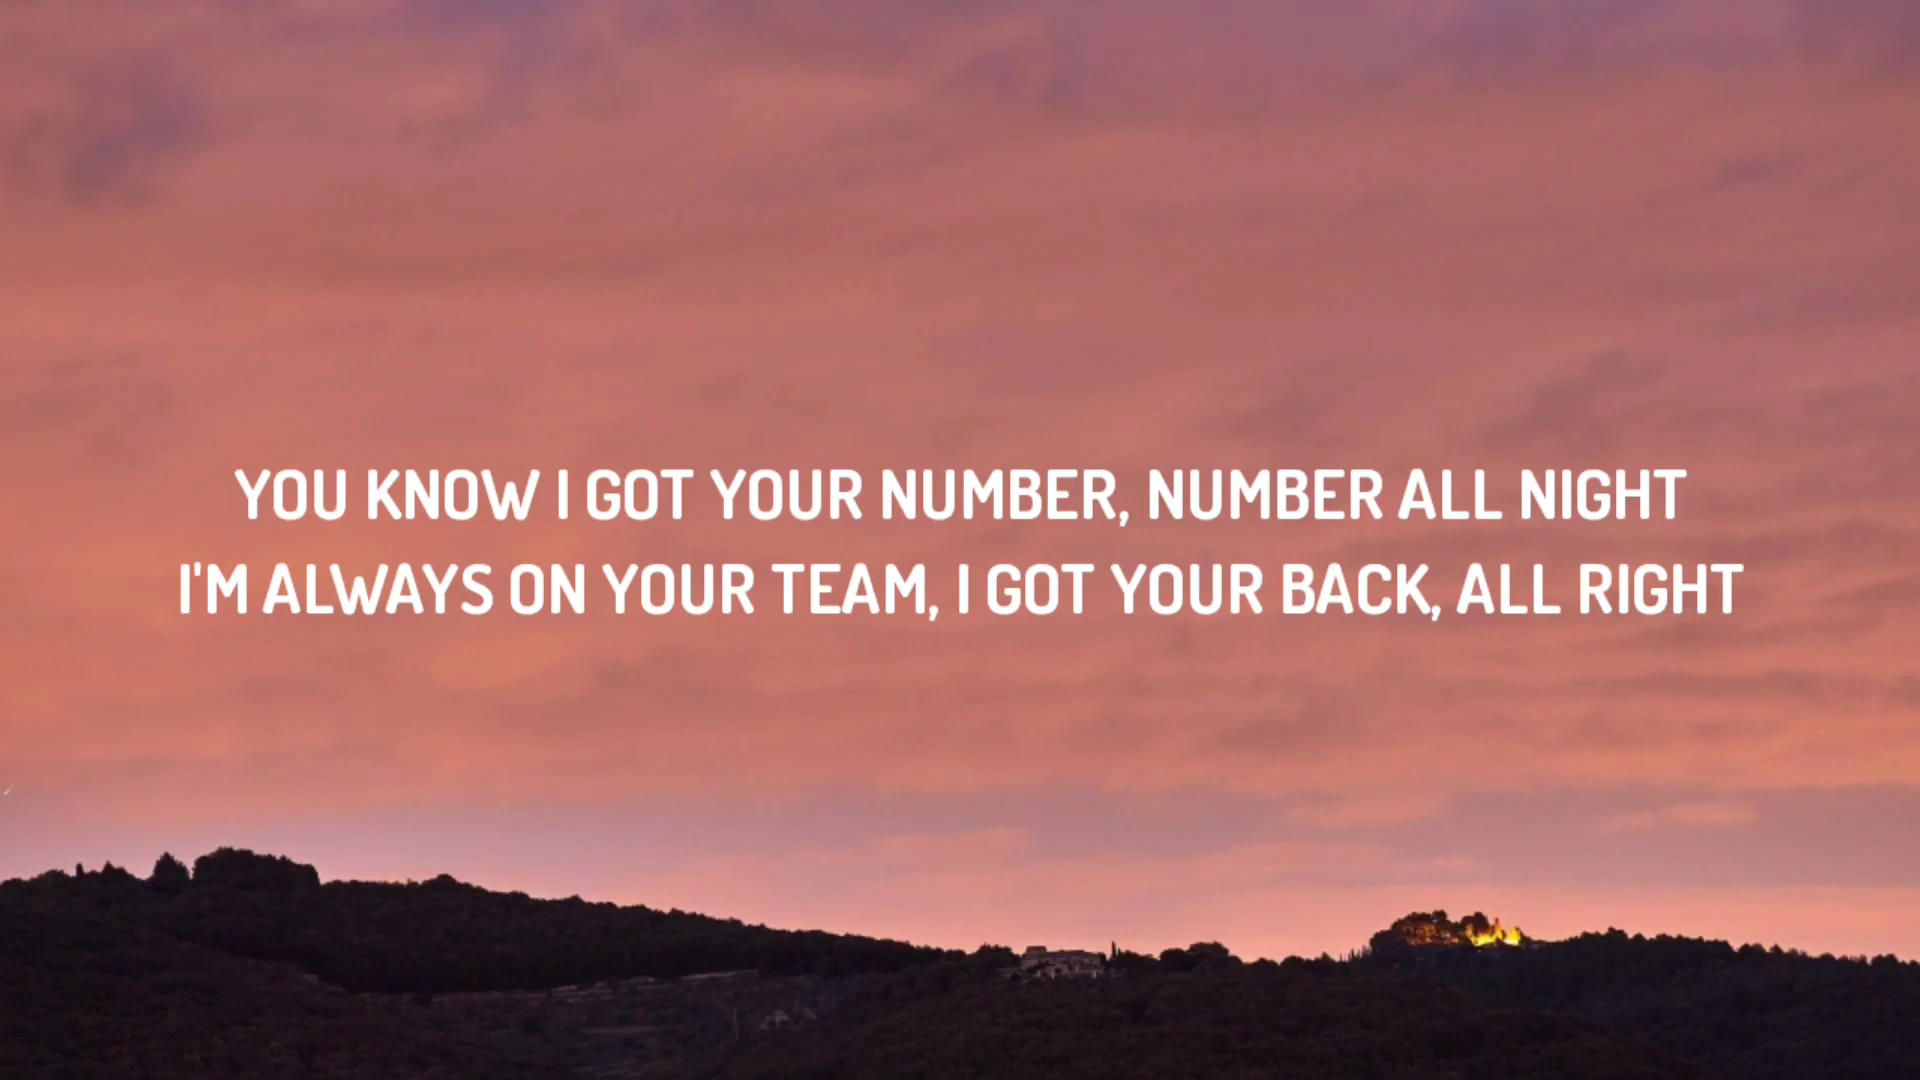 YOU KNOW I GOT YOUR NUMBER, NUMBER ALL NIGHT
I'M ALWAYS ON YOUR TEAM, I GOT YOUR BACK, ALL RIGHT